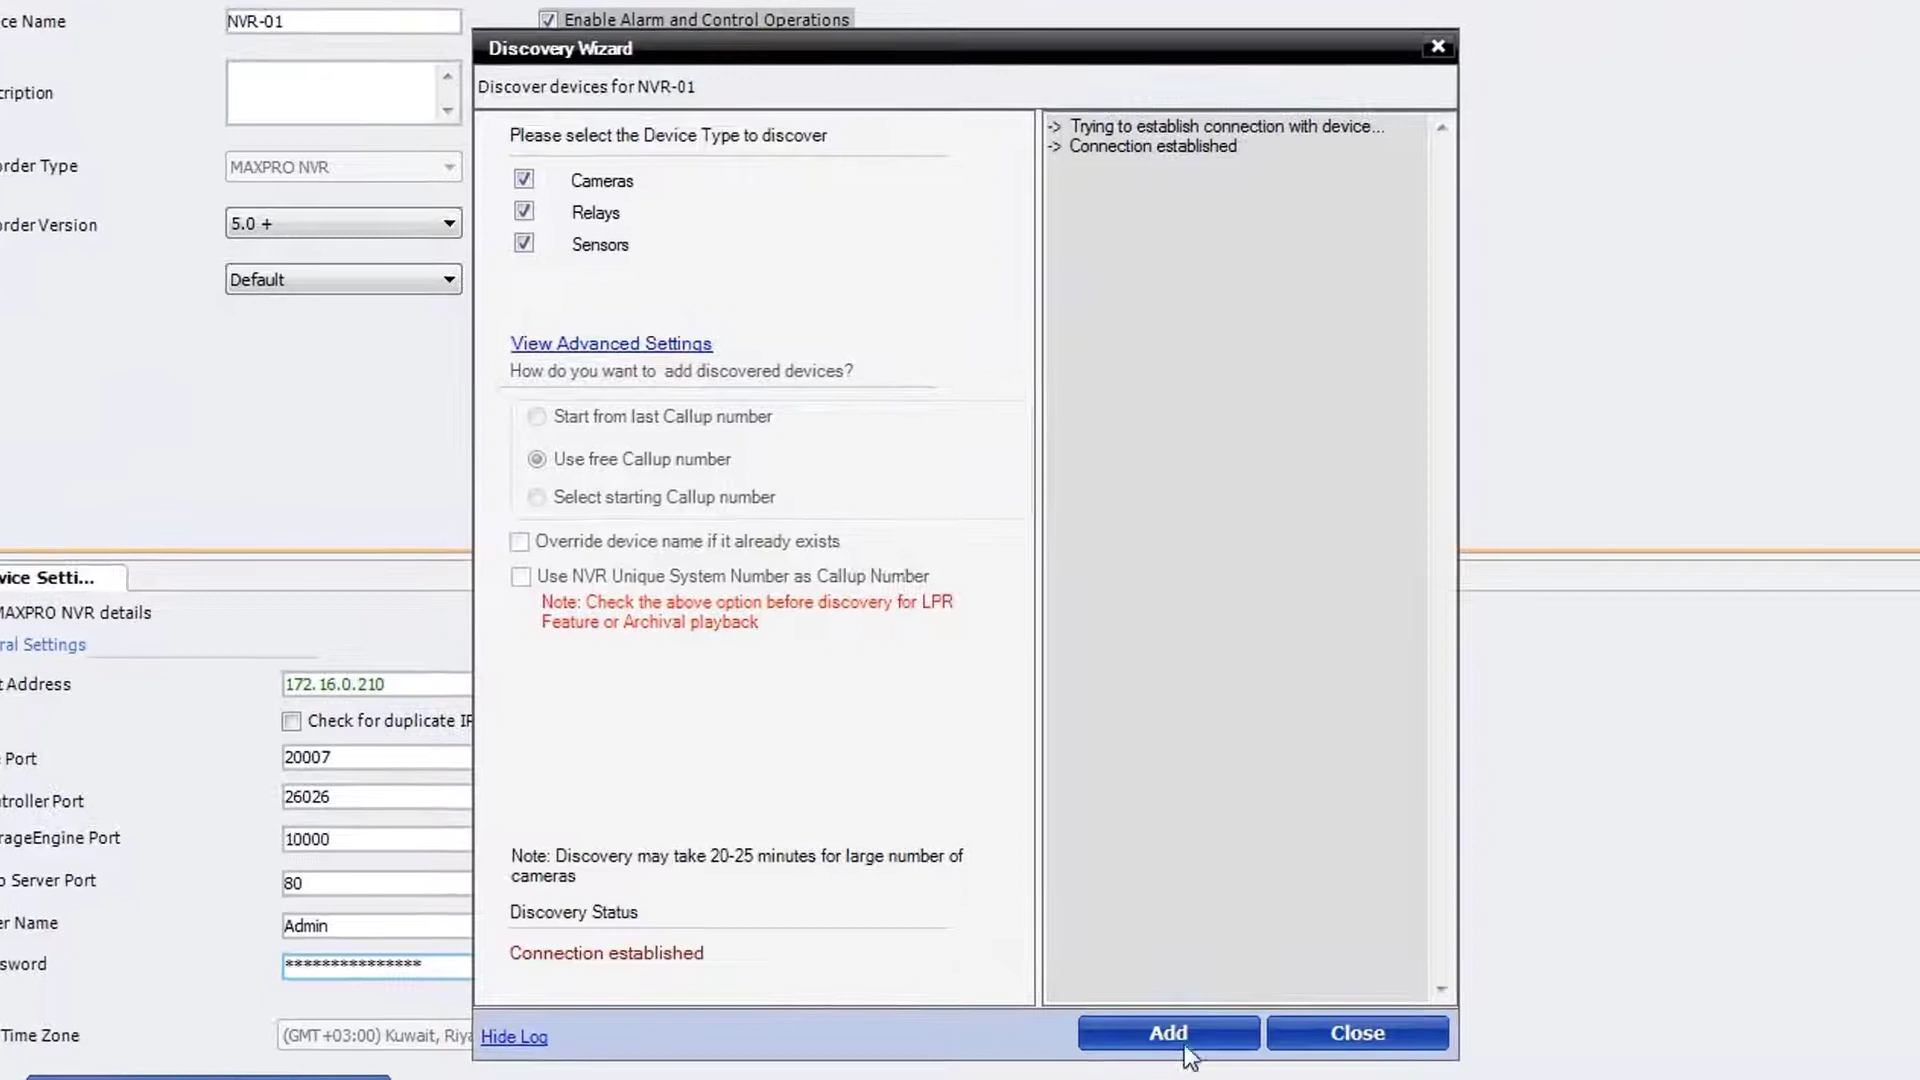 ce Name
NVR-01
Enable Alarm and Control Operations
cription
order Type
MAXPRO NVR
order Version
5.0 +
Default
Discovery Wizard
Discover devices for NVR-01
Please select the Device Type to discover
Cameras
Relays
Sensors
View Advanced Settings
How do you want to add discovered devices?
Start from last Callup number
Use free Callup number
Select starting Callup number
Override device name if it already exists
Use NVR Unique System Number as Callup Number
Note: Check the above option before discovery for LPR
Feature or Archival playback
Note: Discovery may take 20-25 minutes for large number of
cameras
Discovery Status
Connection established
-> Trying to establish connection with device...
-> Connection established
Hide Log
Add
Close
vice Setti...
MAXPRO NVR details
ral Settings
t Address
172.16.0.210
Check for duplicate IP
Port
20007
troller Port
26026
rageEngine Port
10000
o Server Port
80
er Name
Admin
sword
***************
Time Zone
(GMT+03:00) Kuwait, Riya